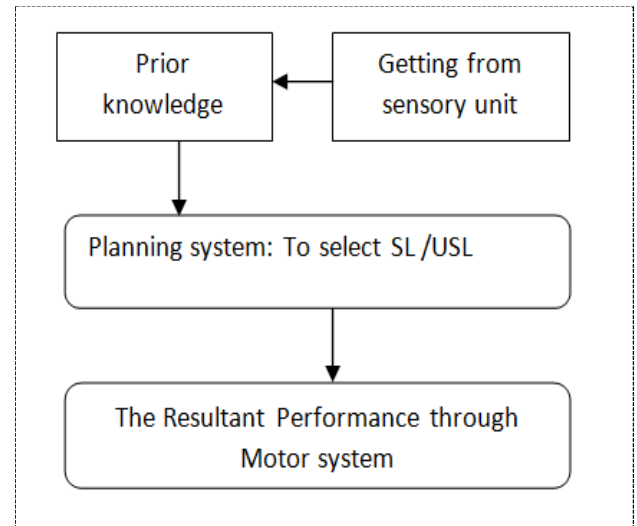 Prior
knowledge
Getting from
sensory unit
Planning system: To select SL /USL
The Resultant Performance through
Motor system